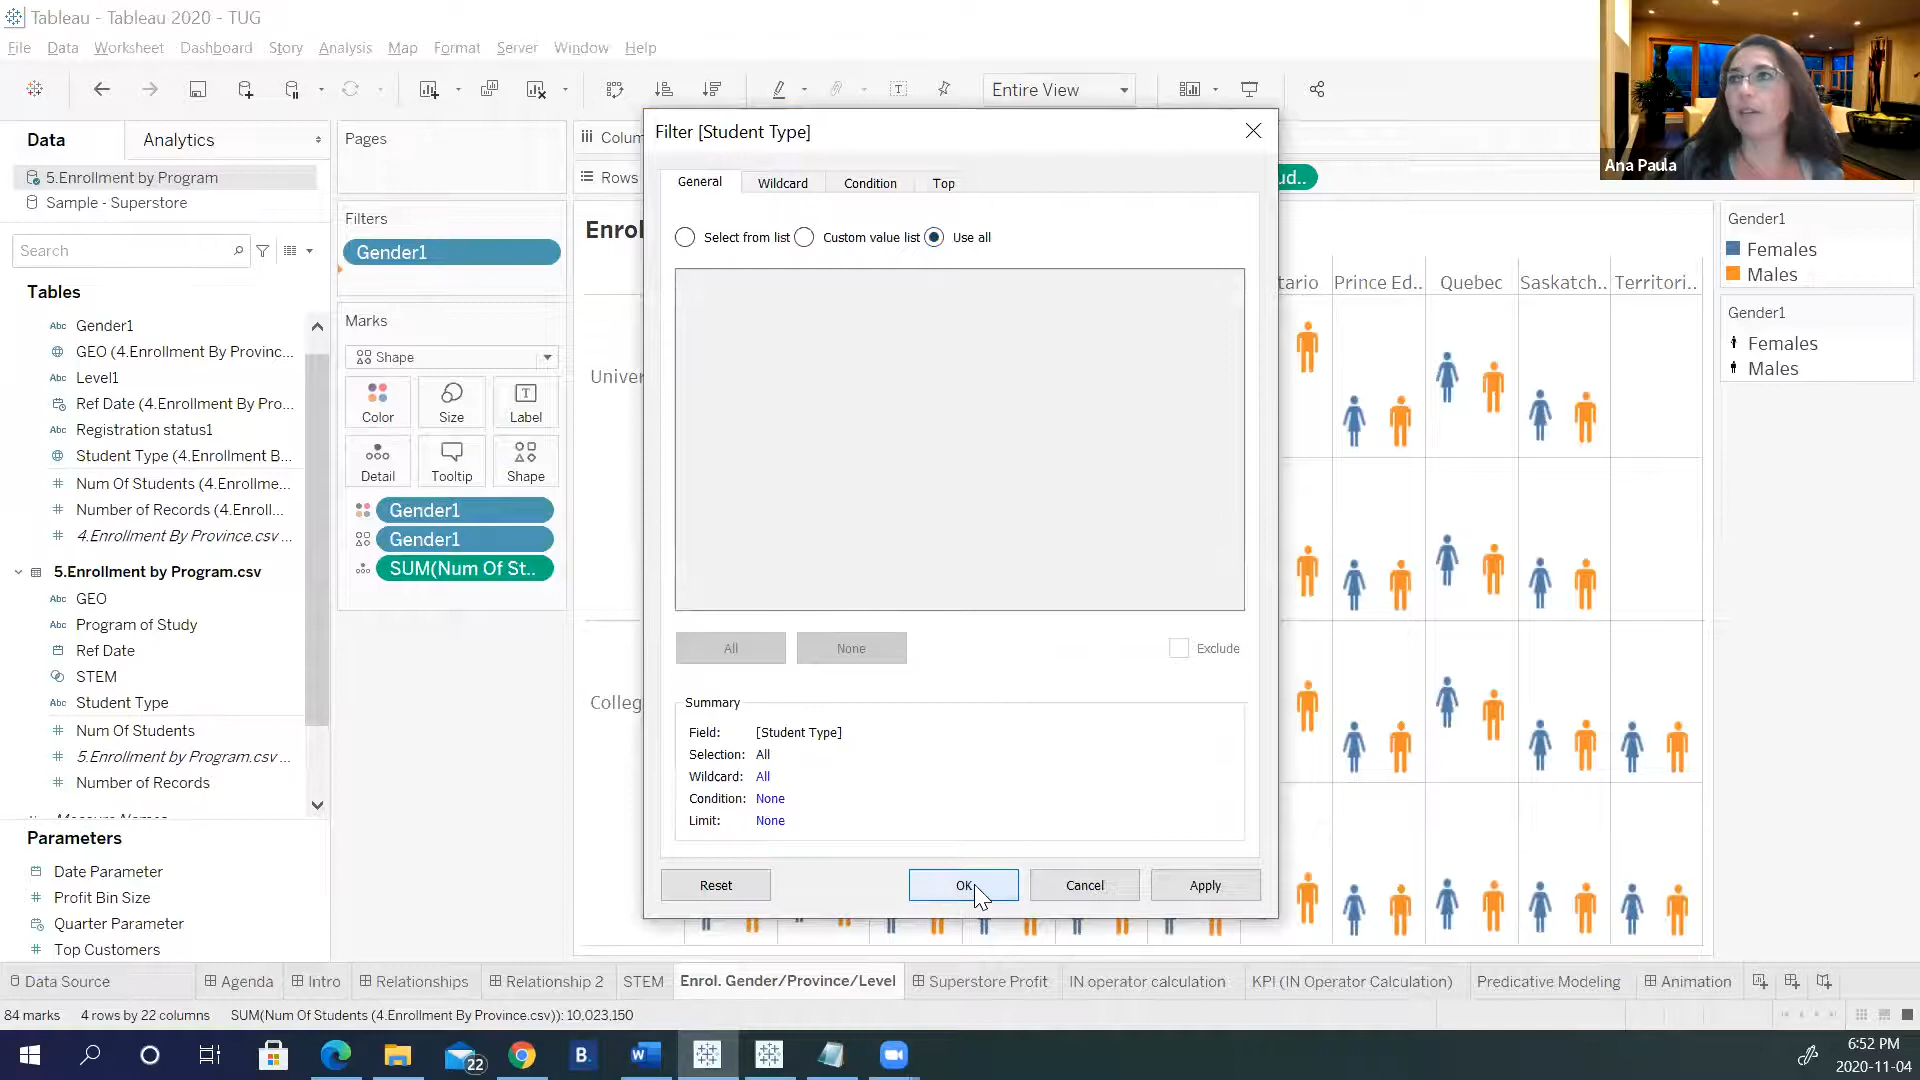 Tableau - Tableau 2020 - TUG
File Data Worksheet Dashboard Story Analysis Map Format Server Window Help
Entire View
Ana Paula
Data Analytics
5.Enrollment by Program
Sample - Superstore
Search
Tables
Gender1
GEO (4.Enrollment By Provinc...
Level1
Ref Date (4.Enrollment By Pro...
Registration status1
Student Type (4.Enrollment B...
Num Of Students (4.Enrollme...
Number of Records (4.Enroll...
4.Enrollment By Province.csv ...
5.Enrollment by Program.csv
GEO
Program of Study
Ref Date
STEM
Student Type
Num Of Students
5.Enrollment by Program.csv ...
Number of Records
Parameters
Date Parameter
Profit Bin Size
Quarter Parameter
Top Customers
Pages
Filters
Gender1
Marks
Shape
Color Size Label
Detail Tooltip Shape
Gender1
Gender1
SUM(Num Of St..
Colum
Rows
ud..
Enrol
Univer
Colleg
Filter [Student Type]
General Wildcard Condition Top
Select from list Custom value list Use all
All None Exclude
Summary
Field: [Student Type]
Selection: All
Wildcard: All
Condition: None
Limit: None
Reset OK Cancel Apply
tario Prince Ed.. Quebec Saskatch.. Territori..
Gender1
Females
Males
Gender1
Females
Males
Data Source Agenda Intro Relationships Relationship 2 STEM Enrol. Gender/Province/Level Superstore Profit IN operator calculation KPI (IN Operator Calculation) Predicative Modeling Animation
84 marks 4 rows by 22 columns SUM(Num Of Students (4.Enrollment By Province.csv)): 10,023,150
22
B.
W
6:52 PM
2020-11-04